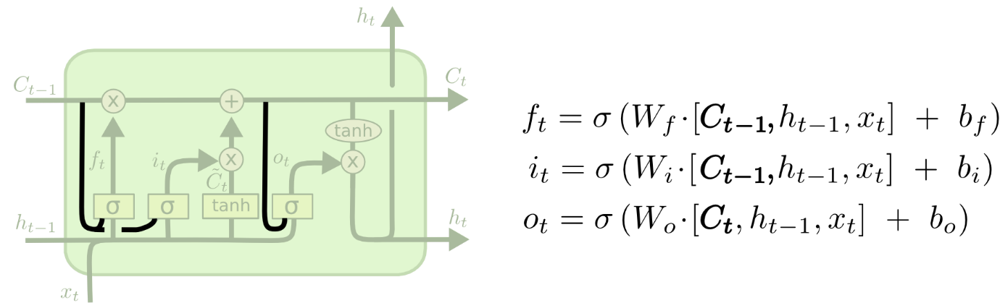 h_t
C_{t-1}
C_t
x + 
tanh
f_t i_t x o_t x
C̃_t
σ σ tanh σ
h_{t-1}
h_t
x_t
f_t = σ (W_f·[C_{t-1}, h_{t-1}, x_t] + b_f)
i_t = σ (W_i·[C_{t-1}, h_{t-1}, x_t] + b_i)
o_t = σ (W_o·[C_t, h_{t-1}, x_t] + b_o)